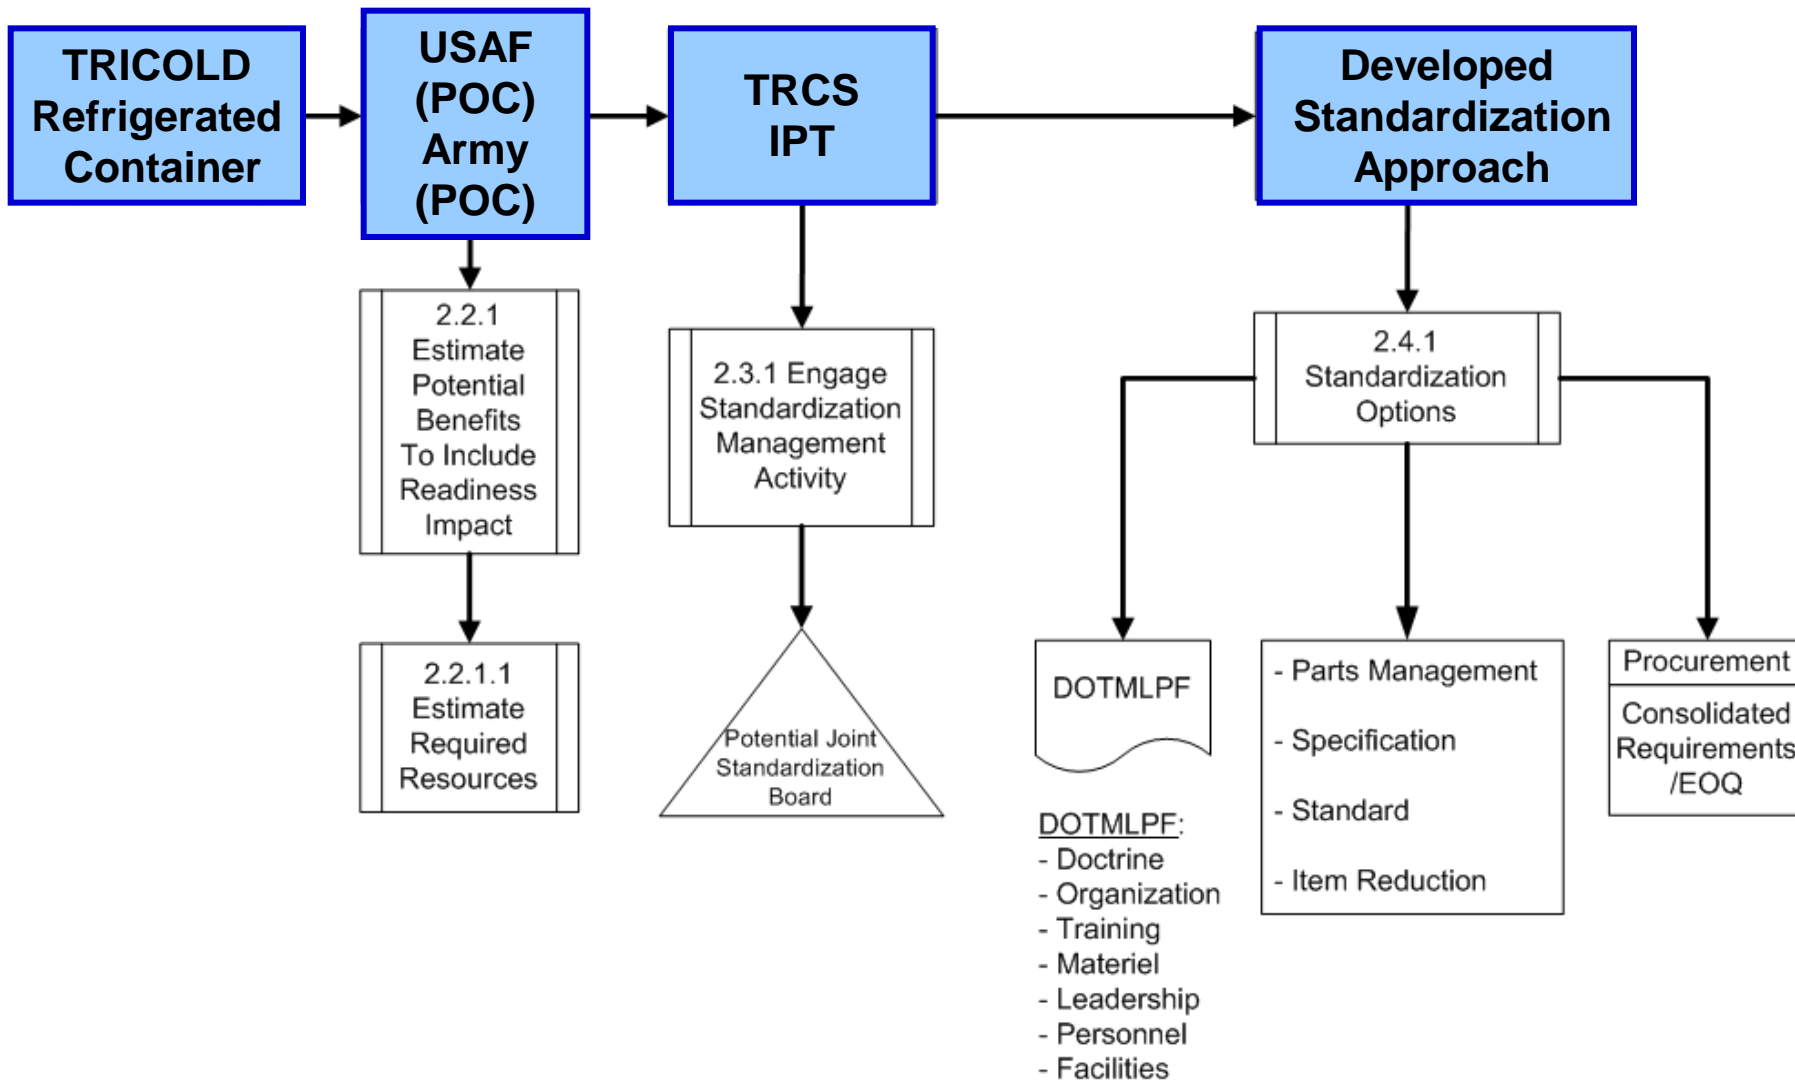 TRICOLD
Refrigerated
Container
USAF
(POC)
Army
(POC)
TRCS
IPT
Developed
Standardization
Approach
2.2.1
Estimate
Potential
Benefits
To Include
Readiness
Impact
2.2.1.1
Estimate
Required
Resources
2.3.1 Engage
Standardization
Management
Activity
Potential Joint
Standardization
Board
2.4.1
Standardization
Options
DOTMLPF
DOTMLPF:
- Doctrine
- Organization
- Training
- Materiel
- Leadership
- Personnel
- Facilities
- Parts Management
- Specification
- Standard
- Item Reduction
Procurement
Consolidated
Requirements
/EOQ